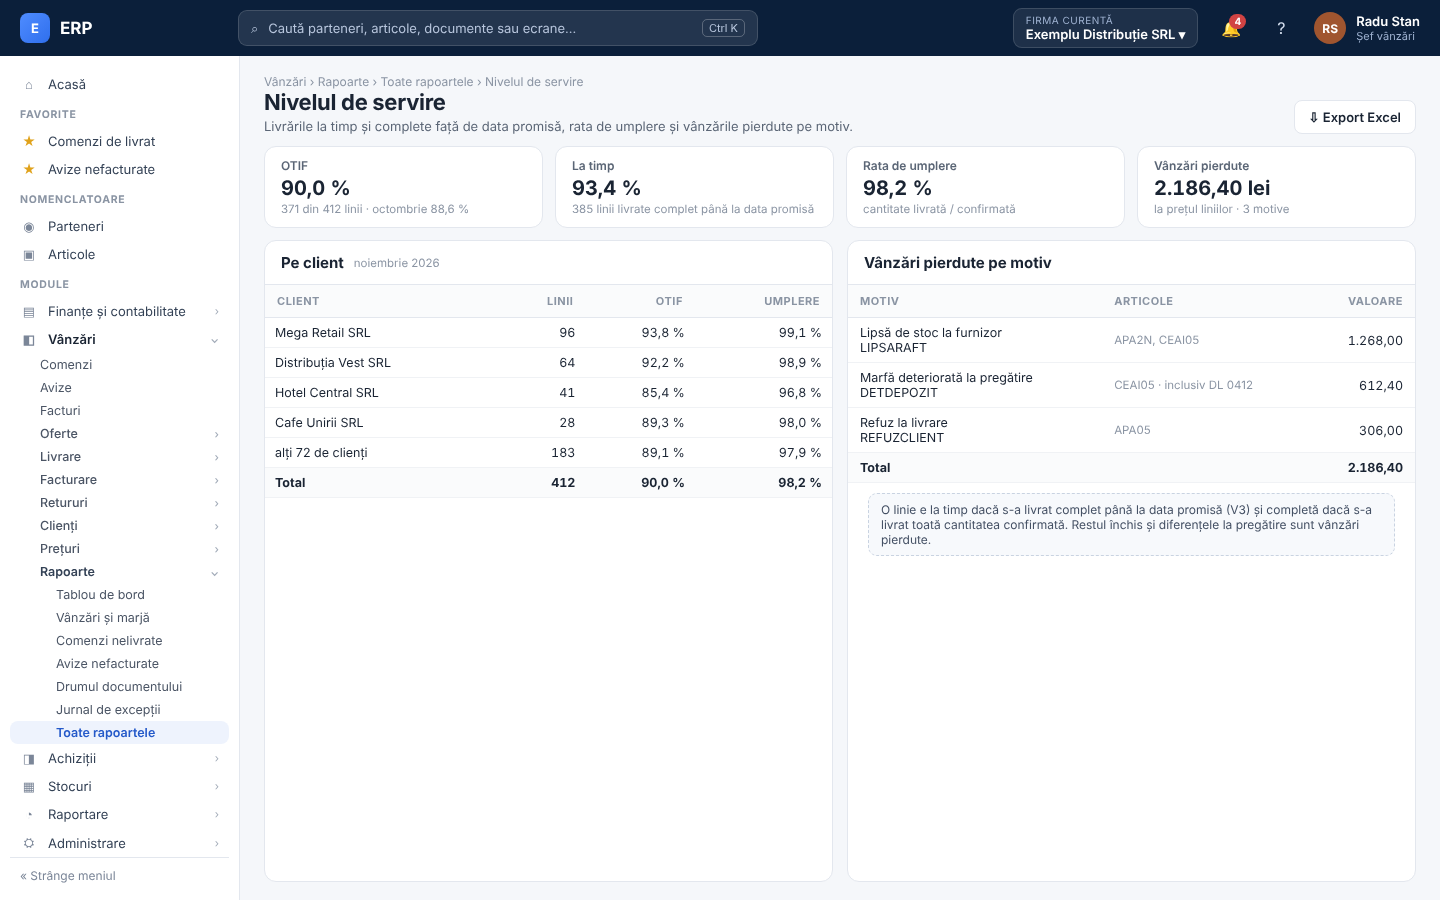 E ERP
Caută parteneri, articole, documente sau ecrane... Ctrl K
FIRMA CURENTĂ
Exemplu Distribuție SRL ▾
4
?
RS
Radu Stan
Șef vânzări
Acasă
FAVORITE
★ Comenzi de livrat
★ Avize nefacturate
NOMENCLATOARE
Parteneri
Articole
MODULE
Finanțe și contabilitate ›
Vânzări
Comenzi
Avize
Facturi
Oferte ›
Livrare ›
Facturare ›
Retururi ›
Clienți ›
Prețuri ›
Rapoarte
Tablou de bord
Vânzări și marjă
Comenzi nelivrate
Avize nefacturate
Drumul documentului
Jurnal de excepții
Toate rapoartele
Achiziții ›
Stocuri ›
Raportare ›
Administrare ›
« Strânge meniul
Vânzări › Rapoarte › Toate rapoartele › Nivelul de servire
Nivelul de servire
Livrările la timp și complete față de data promisă, rata de umplere și vânzările pierdute pe motiv.
⇩ Export Excel
OTIF
90,0 %
371 din 412 linii · octombrie 88,6 %
La timp
93,4 %
385 linii livrate complet până la data promisă
Rata de umplere
98,2 %
cantitate livrată / confirmată
Vânzări pierdute
2.186,40 lei
la prețul liniilor · 3 motive
Pe client noiembrie 2026
CLIENT LINII OTIF UMPLERE
Mega Retail SRL 96 93,8 % 99,1 %
Distribuția Vest SRL 64 92,2 % 98,9 %
Hotel Central SRL 41 85,4 % 96,8 %
Cafe Unirii SRL 28 89,3 % 98,0 %
alți 72 de clienți 183 89,1 % 97,9 %
Total 412 90,0 % 98,2 %
Vânzări pierdute pe motiv
MOTIV ARTICOLE VALOARE
Lipsă de stoc la furnizor
LIPSARAFT APA2N, CEAI05 1.268,00
Marfă deteriorată la pregătire
DETDEPOZIT CEAI05 · inclusiv DL 0412 612,40
Refuz la livrare
REFUZCLIENT APA05 306,00
Total 2.186,40
O linie e la timp dacă s-a livrat complet până la data promisă (V3) și completă dacă s-a
livrat toată cantitatea confirmată. Restul închis și diferențele la pregătire sunt vânzări
pierdute.